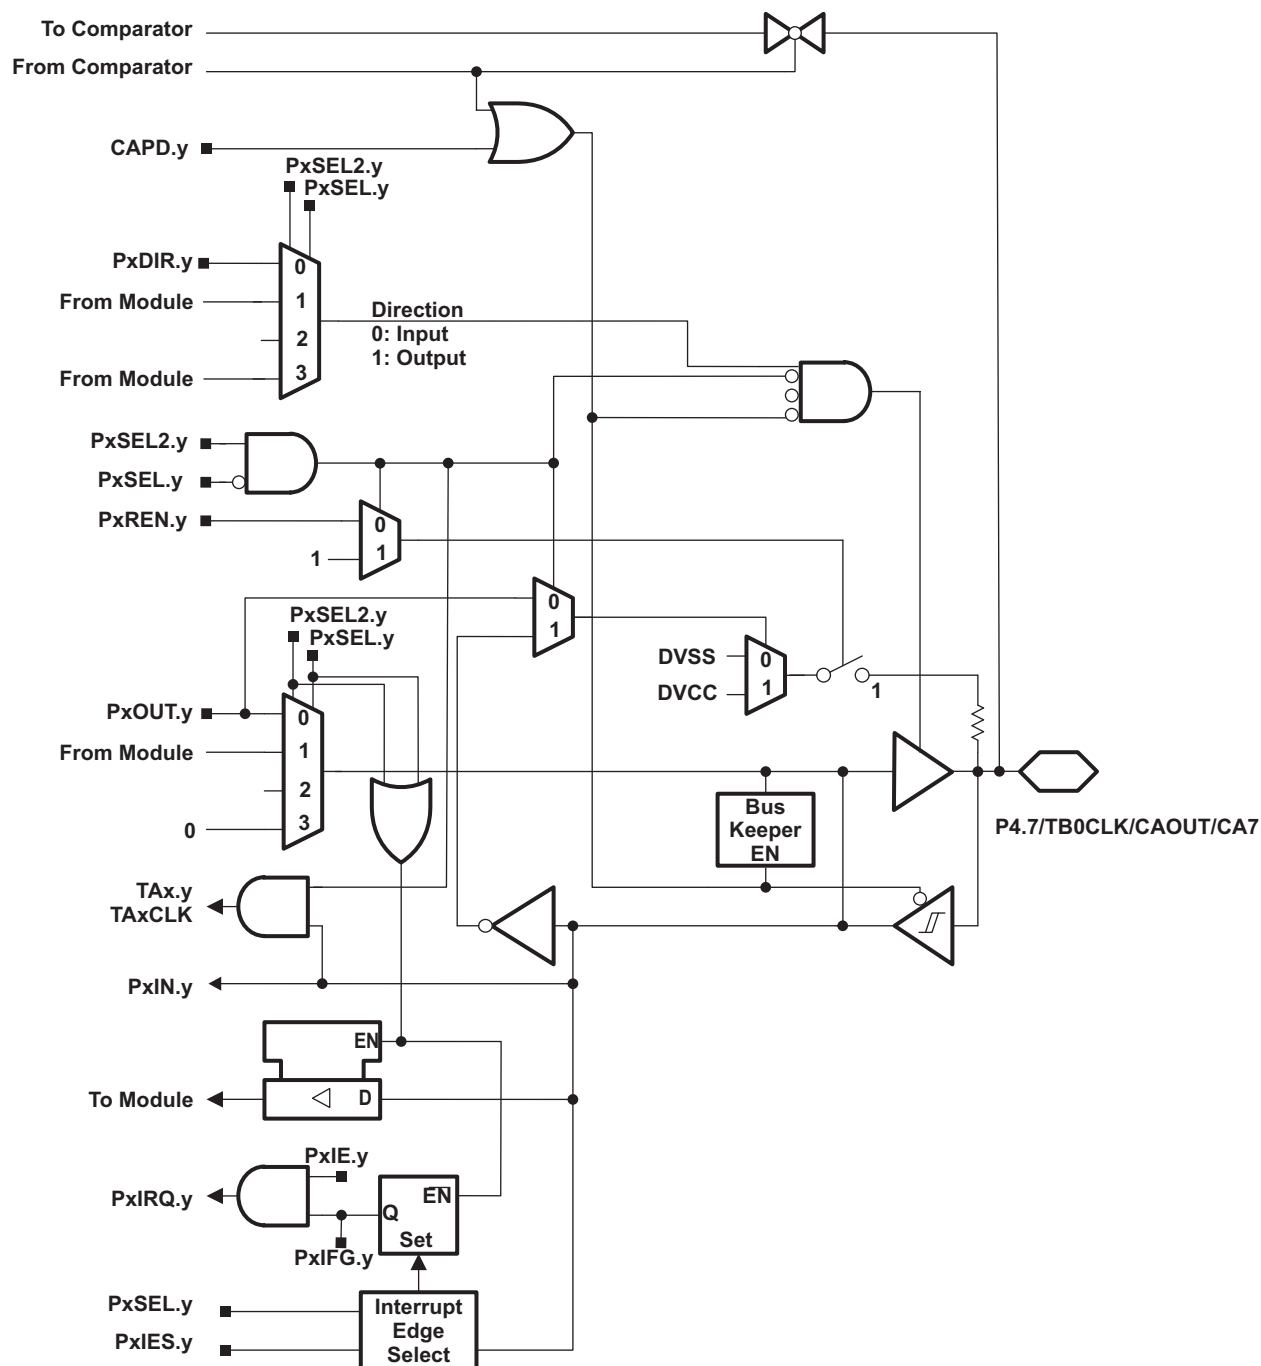 To Comparator
From Comparator
CAPD.y
PxSEL2.y
PxSEL.y
PxDIR.y
0
From Module
1
2
From Module
3
Direction
0: Input
1: Output
PxSEL2.y
PxSEL.y
PxREN.y
0
1
1
0
1
PxSEL2.y
PxSEL.y
DVSS
0
DVCC
1
1
PxOUT.y
0
From Module
1
2
0
3
Bus
Keeper
EN
P4.7/TB0CLK/CAOUT/CA7
TAx.y
TAxCLK
PxIN.y
EN
To Module
D
PxIE.y
PxIRQ.y
EN
Q
Set
PxIFG.y
PxSEL.y
PxIES.y
Interrupt
Edge
Select